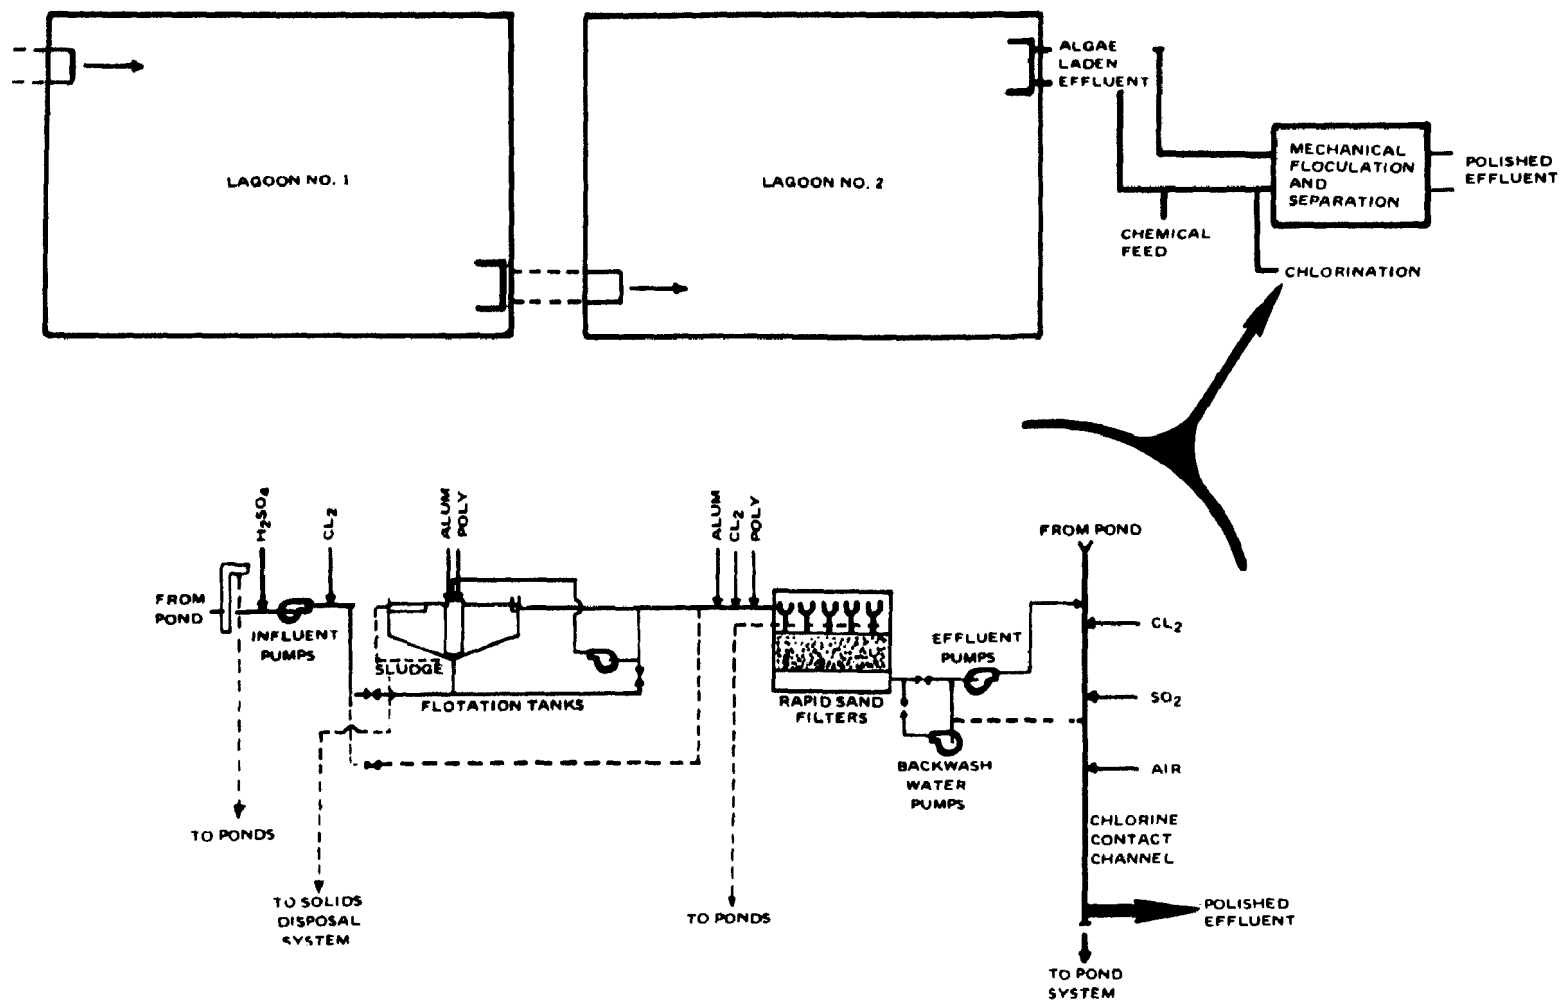 ALGAE
LADEN
EFFLUENT
LAGOON NO. 1
LAGOON NO. 2
MECHANICAL
FLOCULATION
AND
SEPARATION
POLISHED
EFFLUENT
CHEMICAL
FEED
CHLORINATION
H2SO4
CL2
ALUM
POLY
ALUM
CL2
POLY
FROM POND
FROM
POND
INFLUENT
PUMPS
SLUDGE
FLOTATION TANKS
RAPID SAND
FILTERS
EFFLUENT
PUMPS
CL2
SO2
BACKWASH
WATER
PUMPS
AIR
CHLORINE
CONTACT
CHANNEL
TO PONDS
TO SOLIDS
DISPOSAL
SYSTEM
TO PONDS
POLISHED
EFFLUENT
TO POND
SYSTEM